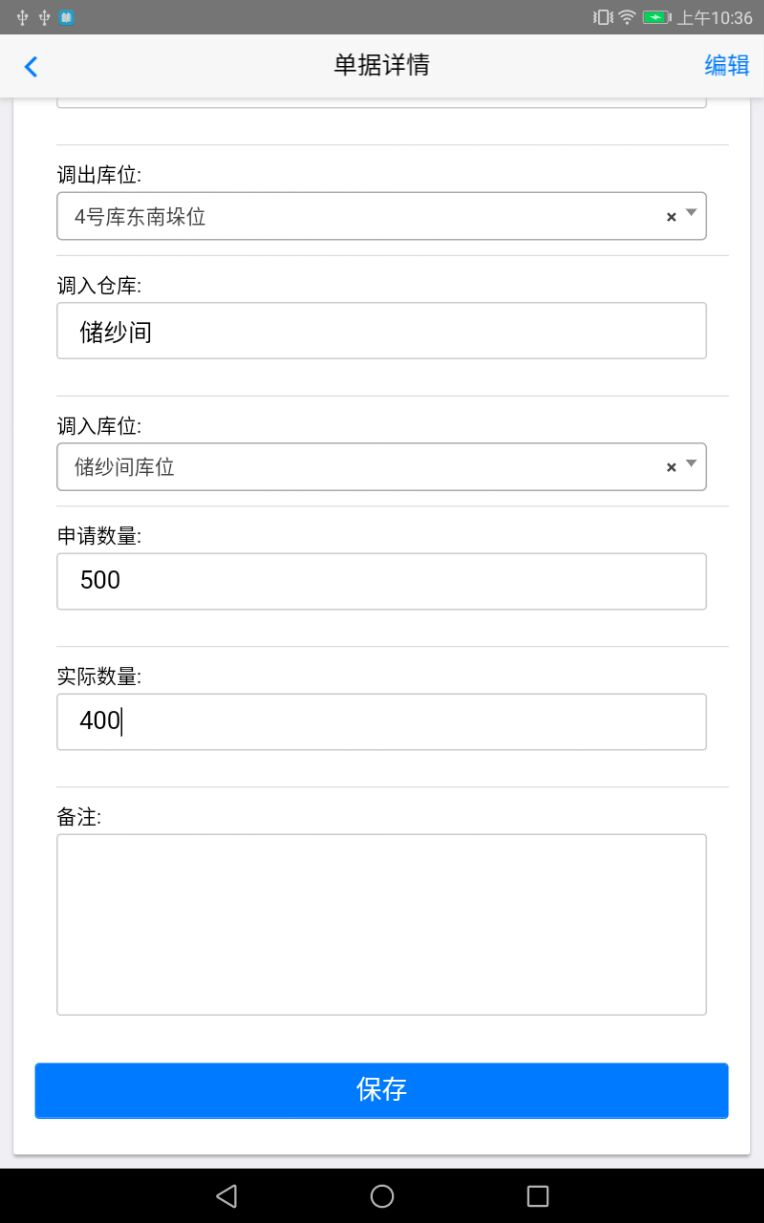 上午10:36
单据详情
编辑
调出库位:
4号库东南垛位
×
调入仓库:
储纱间
调入库位:
储纱间库位
×
申请数量:
500
实际数量:
400
备注:
保存